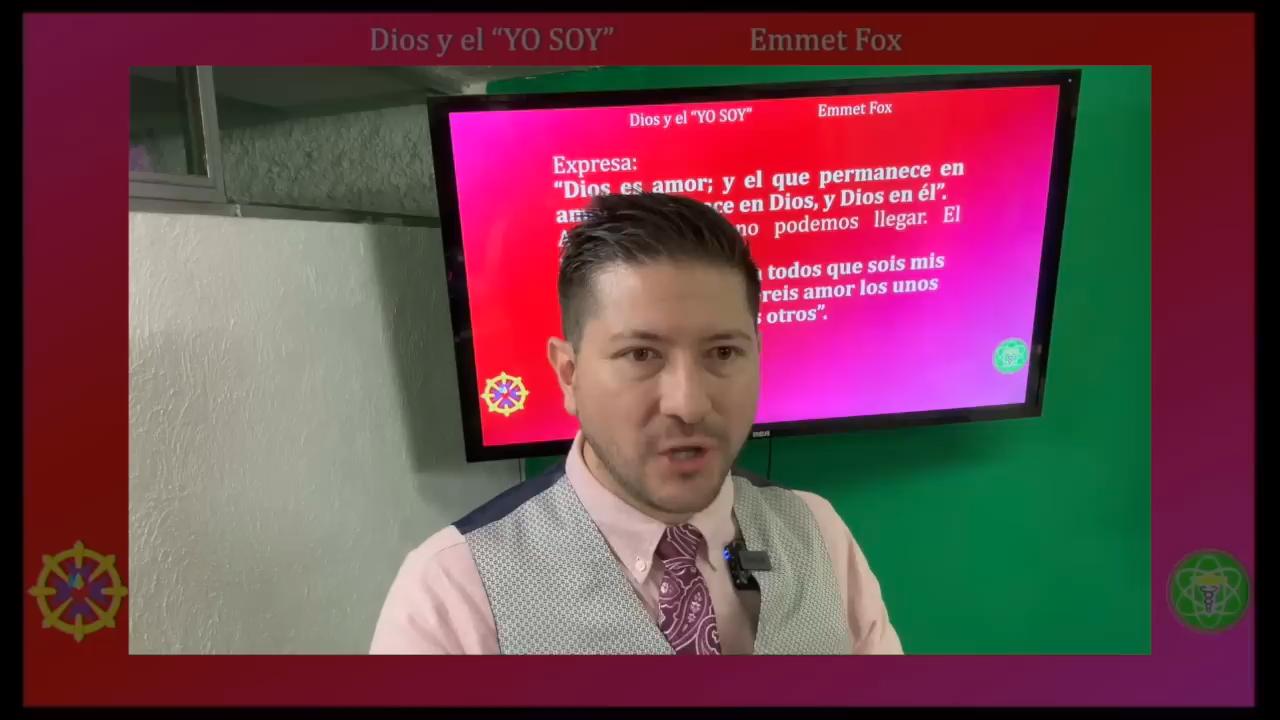 Dios y el “YO SOY” Emmet Fox
Dios y el “YO SOY” Emmet Fox
Expresa:
“Dios es amor; y el que permanece en
ce en Dios, y Dios en él”.
no podemos llegar. El
todos que sois mis
reis amor los unos
otros”.
RCA